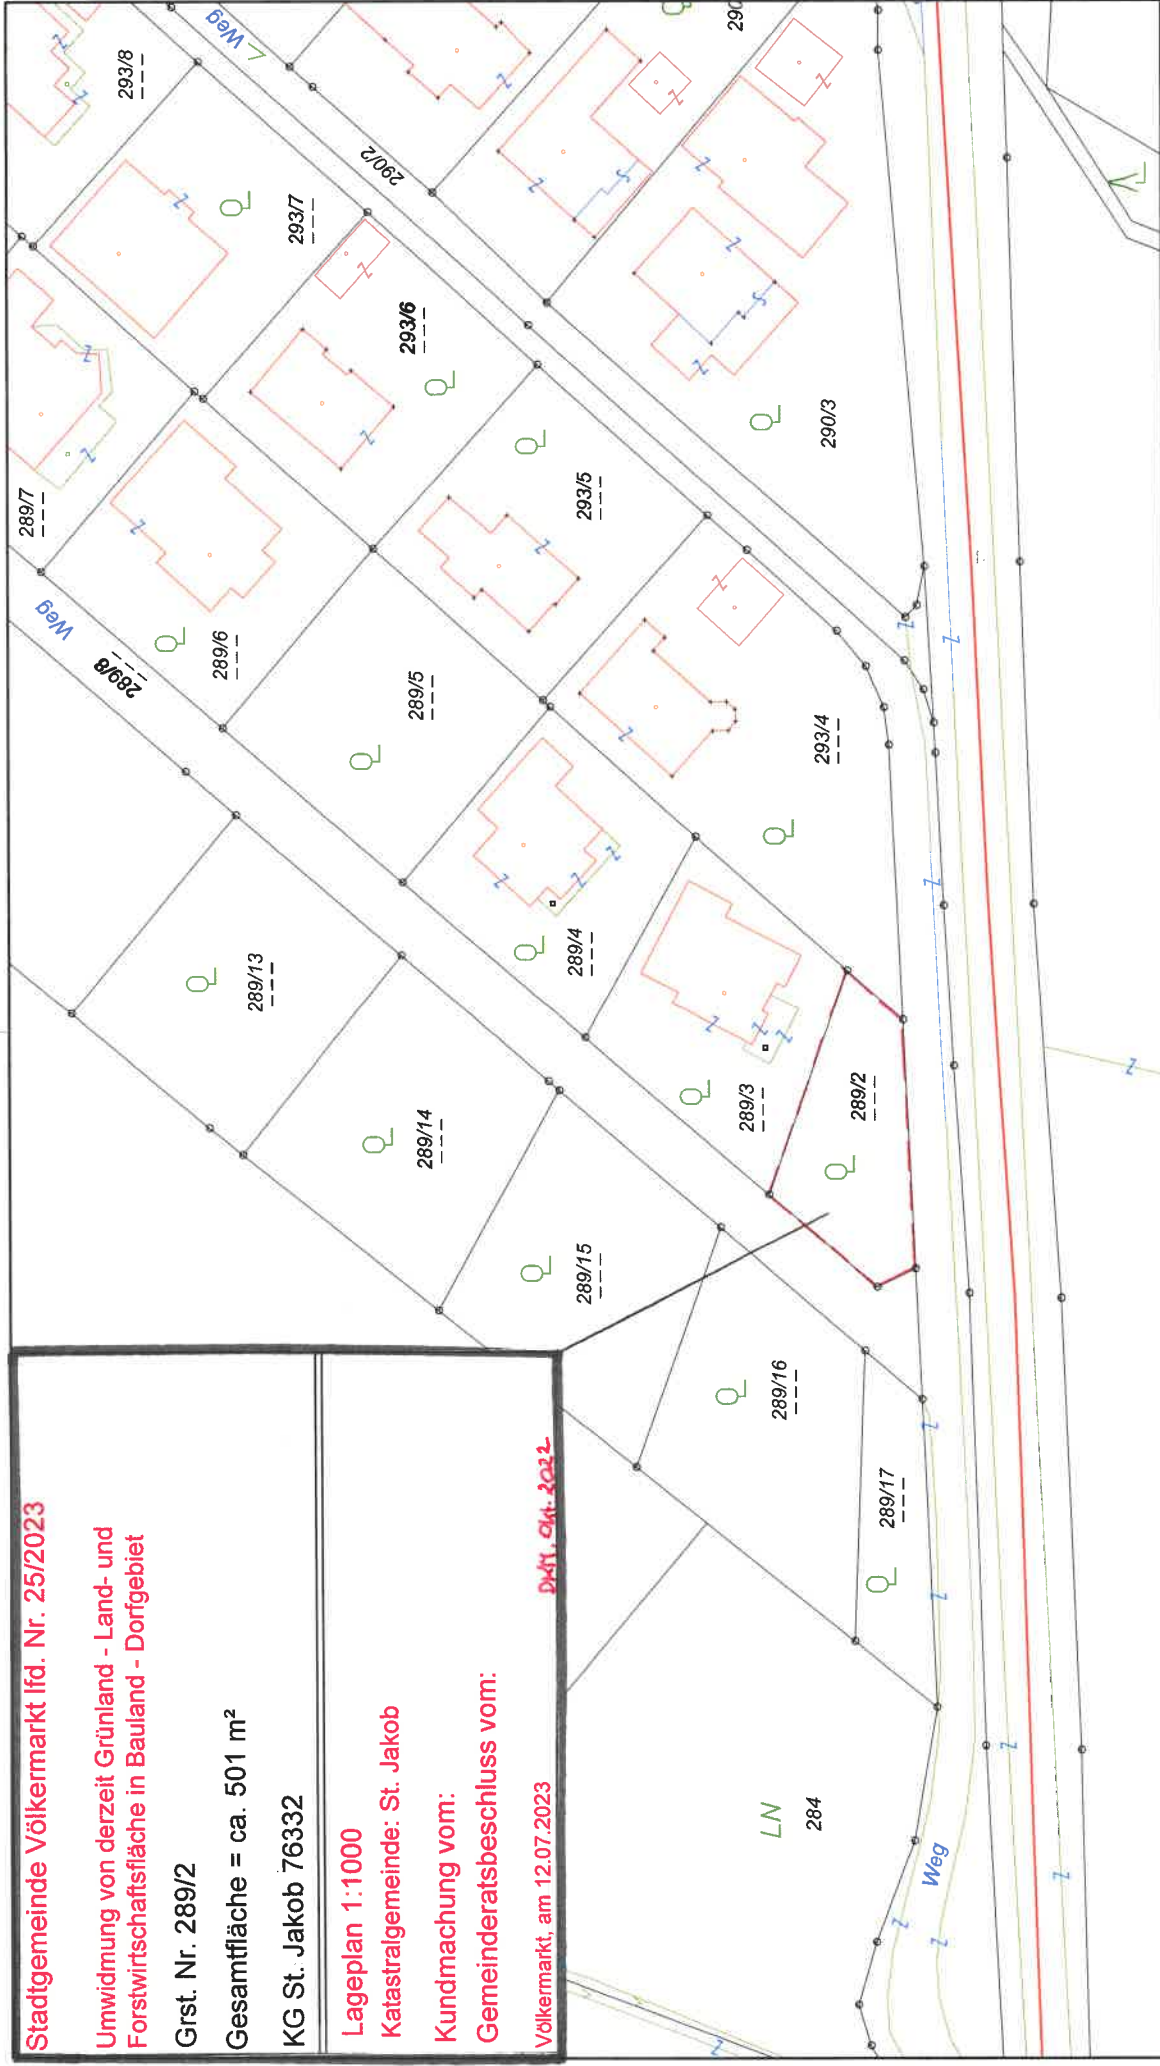 Stadtgemeinde Völkermarkt lfd. Nr. 25/2023
Umwidmung von derzeit Grünland - Land- und
Forstwirtschaftsfläche in Bauland - Dorfgebiet
Grst. Nr. 289/2
Gesamtfläche = ca. 501 m²
KG St. Jakob 76332
Lageplan 1:1000
Katastralgemeinde: St. Jakob
Kundmachung vom:
Gemeinderatsbeschluss vom:
Völkermarkt, am 12.07.2023
DKM, Okt. 2022
289/7
293/8
Weg
290
Weg
289/8
289/6
293/7
290/2
289/13
289/5
293/6
289/14
289/4
293/5
289/15
289/3
293/4
290/3
289/16
289/2
289/17
LN
284
Weg